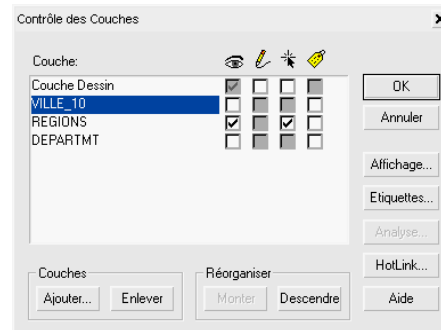 Contrôle des Couches
Couche:
Couche Dessin
VILLE_10
REGIONS
DEPARTMT
OK
Annuler
Affichage...
Etiquettes...
Analyse...
HotLink...
Aide
Couches
Ajouter...
Enlever
Réorganiser
Monter
Descendre